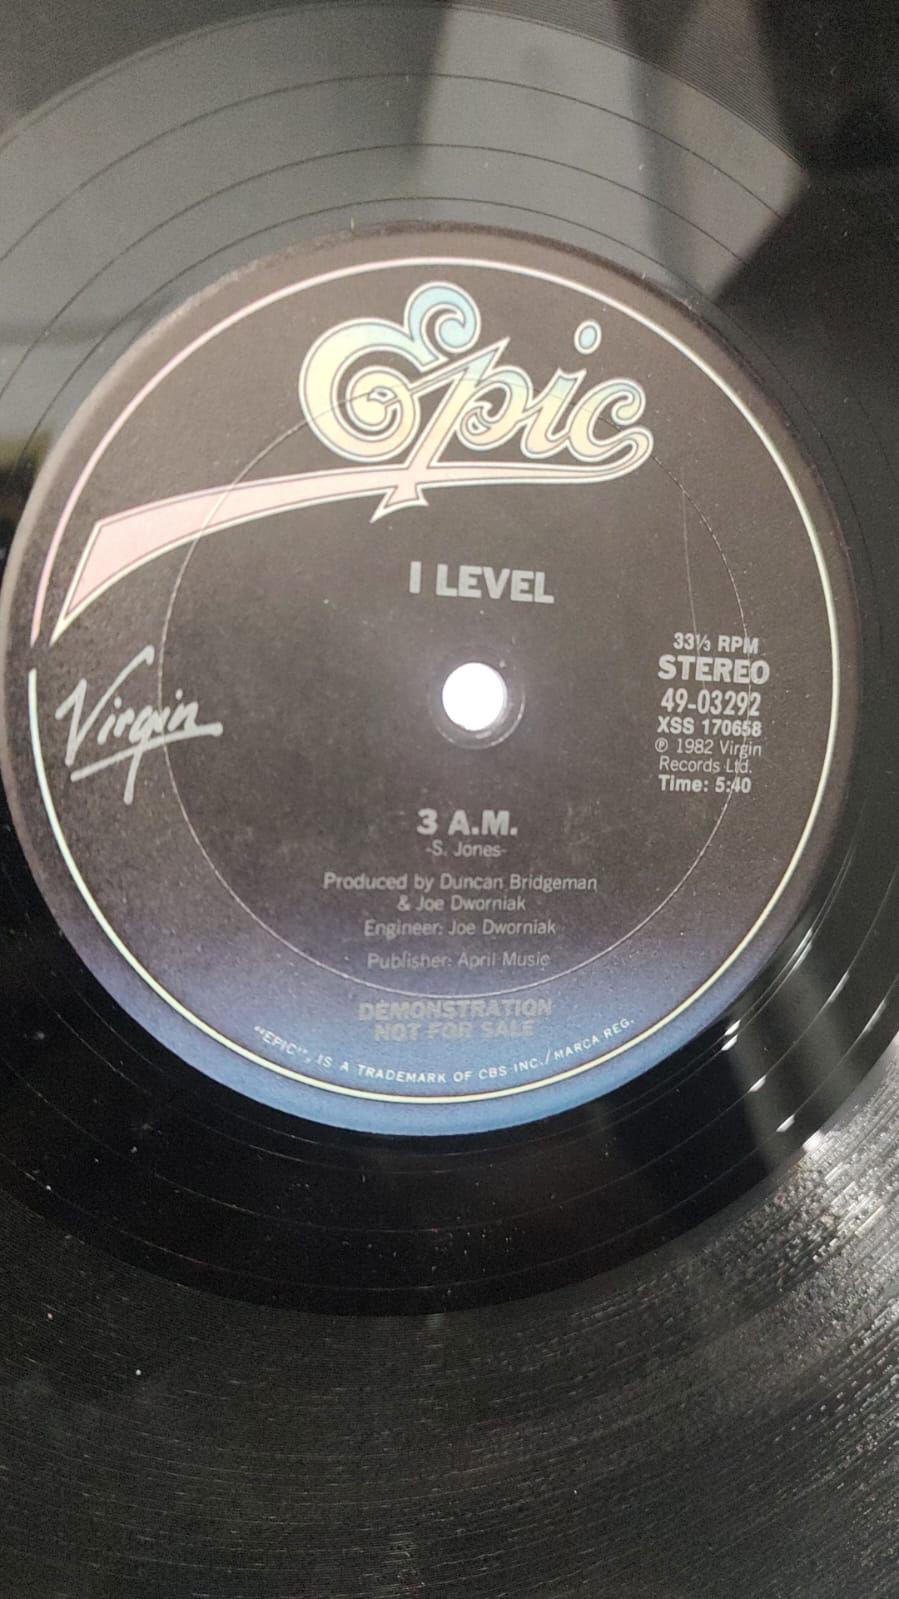 Epic
I LEVEL
33⅓ RPM
STEREO
49-03292
XSS 170658
℗ 1982 Virgin
Records Ltd.
Time: 5:40
Virgin
3 A.M.
-S. Jones-
Produced by Duncan Bridgeman
& Joe Dworniak
Engineer: Joe Dworniak
Publisher: April Music
DEMONSTRATION
NOT FOR SALE
"EPIC", IS A TRADEMARK OF CBS INC./MARCA REG.